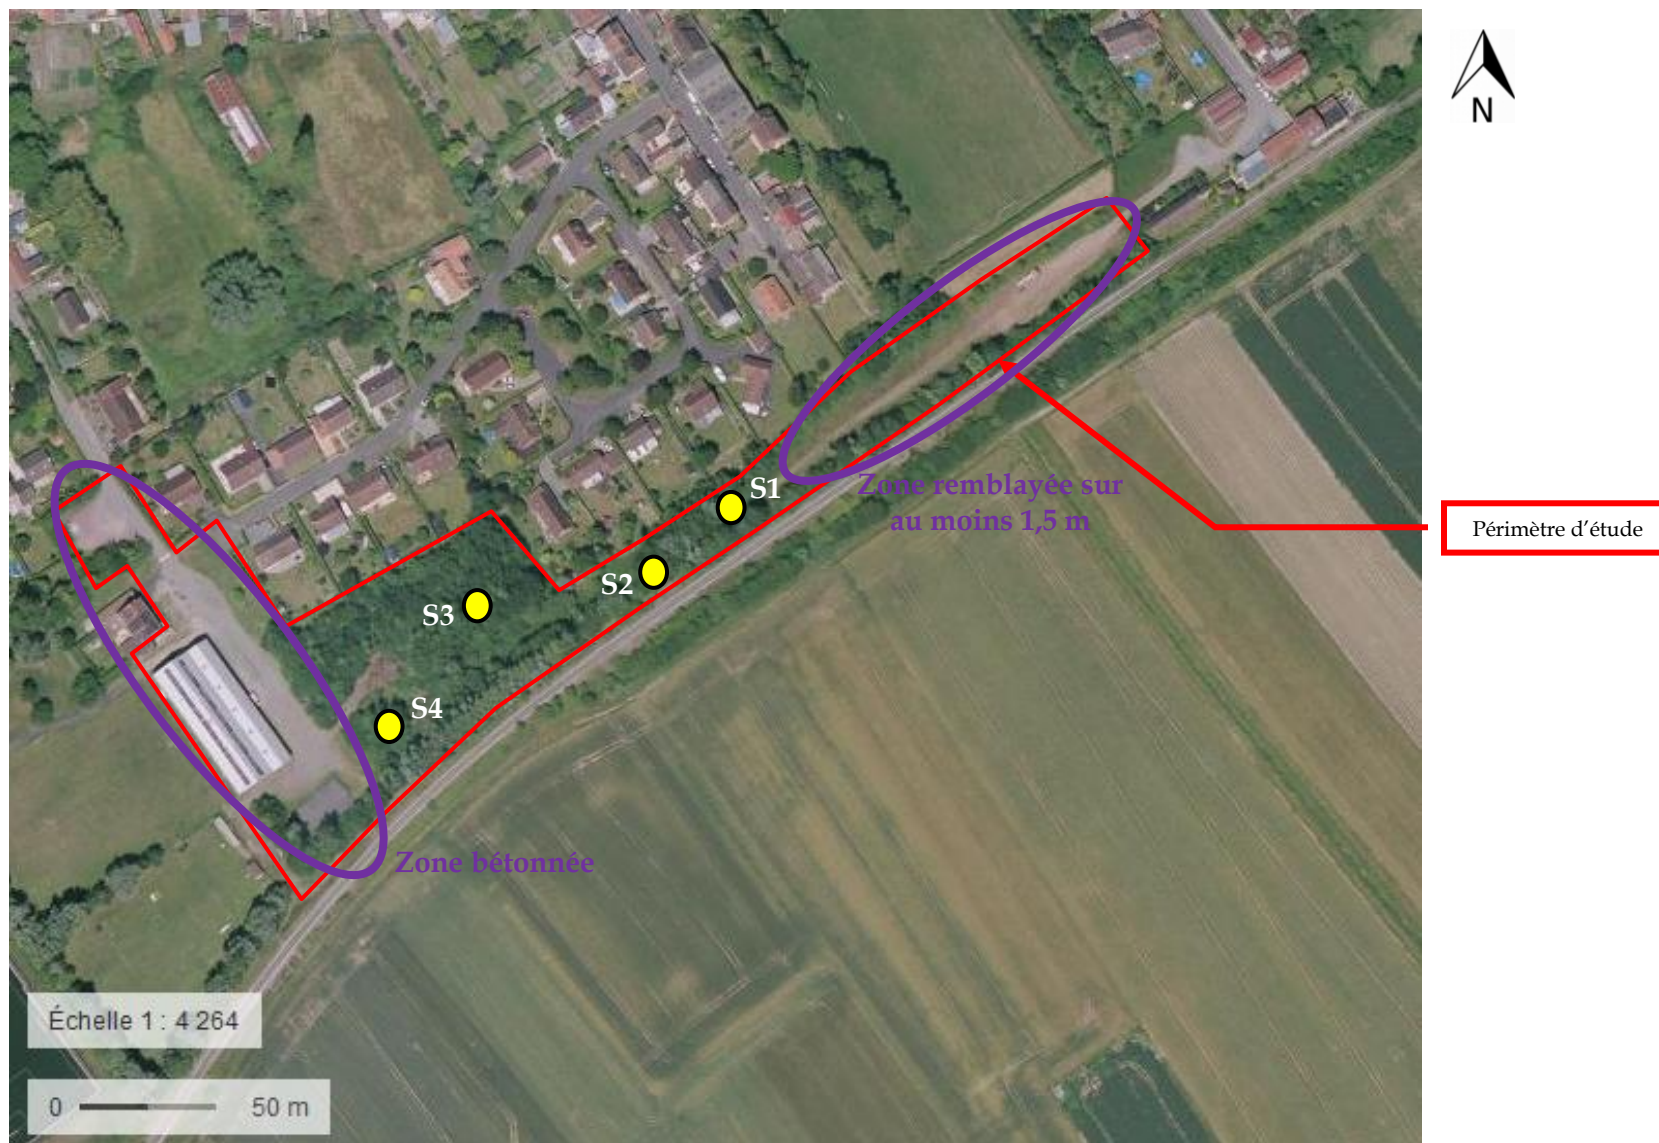 N
S1
Zone remblayée sur
au moins 1,5 m
Périmètre d'étude
S2
S3
S4
Zone bétonnée
Échelle 1 : 4 264
0 50 m